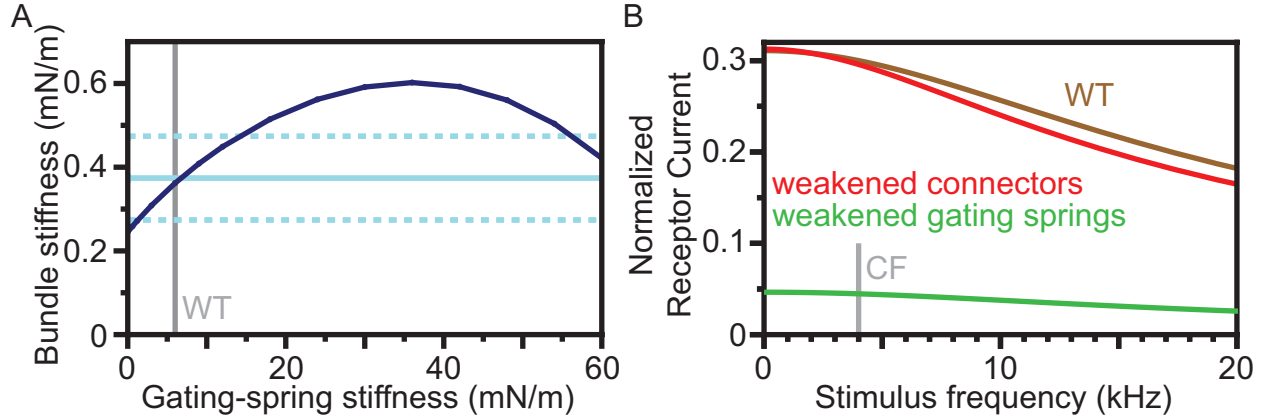 A
Bundle stiffness (mN/m)
0.6
0.4
0.2
0
WT
0
20
40
60
Gating-spring stiffness (mN/m)
B
Normalized
Receptor Current
0.3
0.2
0.1
0
WT
weakened connectors
weakened gating springs
CF
0
10
20
Stimulus frequency (kHz)